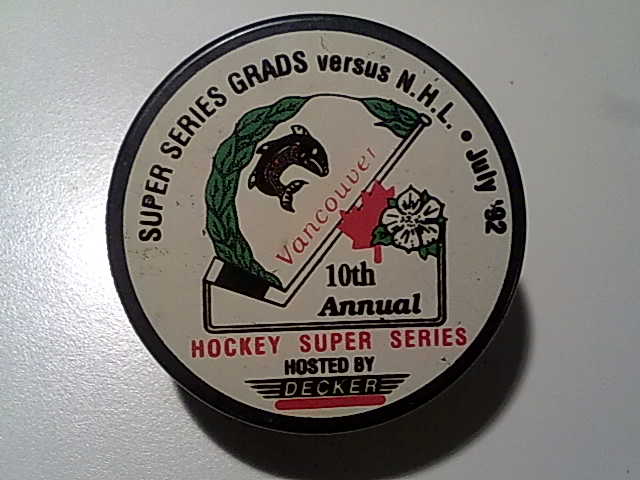 SUPER SERIES GRADS versus N.H.L. • July '92
Vancouver
10th
Annual
HOCKEY SUPER SERIES
HOSTED BY
DECKER